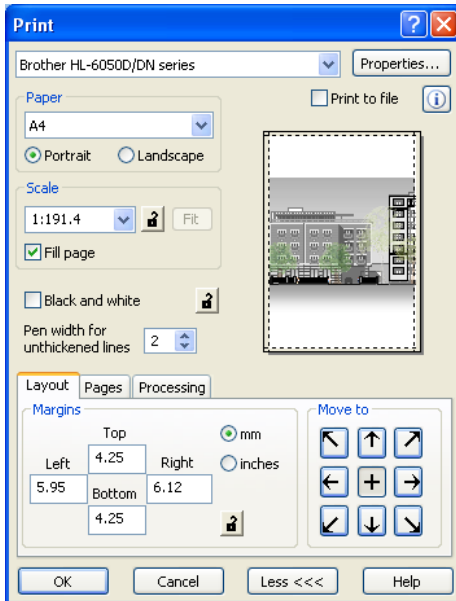 Print
Brother HL-6050D/DN series
Properties...
Paper
A4
Portrait
Landscape
Print to file
Scale
1:191.4
Fit
Fill page
Black and white
Pen width for
unthickened lines
2
Layout
Pages
Processing
Margins
Top
4.25
Left
5.95
Right
6.12
Bottom
4.25
mm
inches
Move to
OK
Cancel
Less <<<
Help